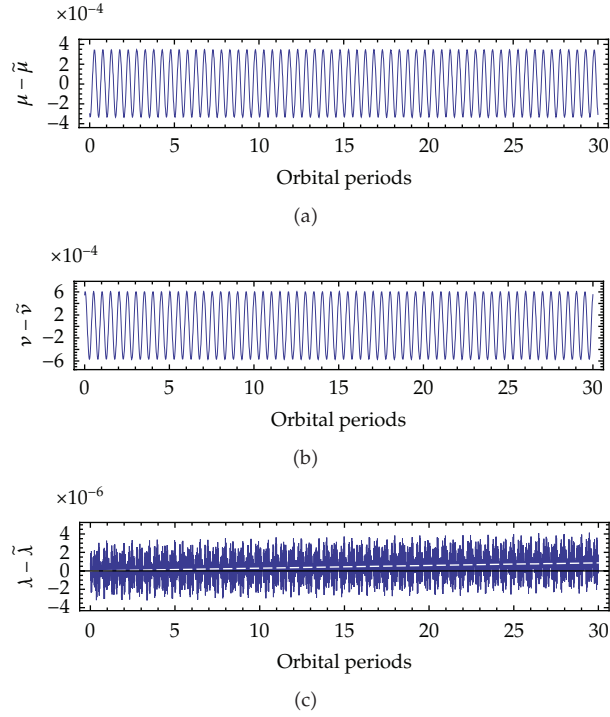 ×10⁻⁴
4
2
0
−2
−4
μ − μ̃
0 5 10 15 20 25 30
Orbital periods
(a)
×10⁻⁴
6
2
−2
−6
ν − ν̃
0 5 10 15 20 25 30
Orbital periods
(b)
×10⁻⁶
4
2
0
−2
−4
λ − λ̃
0 5 10 15 20 25 30
Orbital periods
(c)